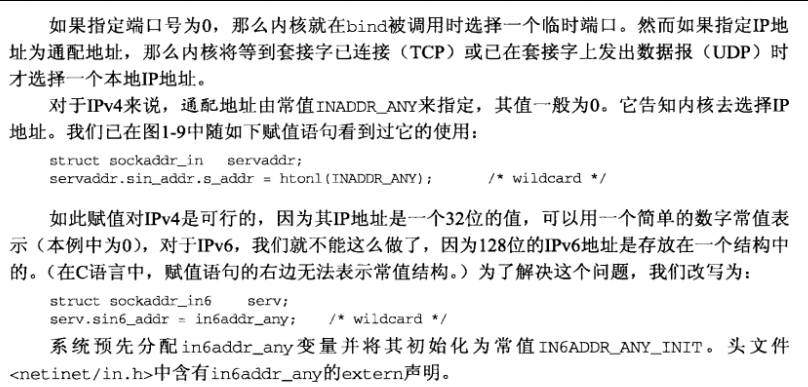 如果指定端口号为0，那么内核就在bind被调用时选择一个临时端口。然而如果指定IP地
址为通配地址，那么内核将等到套接字已连接（TCP）或已在套接字上发出数据报（UDP）时
才选择一个本地IP地址。
对于IPv4来说，通配地址由常值INADDR_ANY来指定，其值一般为0。它告知内核去选择IP
地址。我们已在图1-9中随如下赋值语句看到过它的使用：
struct sockaddr_in   servaddr;
servaddr.sin_addr.s_addr = htonl(INADDR_ANY);      /* wildcard */
如此赋值对IPv4是可行的，因为其IP地址是一个32位的值，可以用一个简单的数字常值表
示（本例中为0），对于IPv6，我们就不能这么做了，因为128位的IPv6地址是存放在一个结构中
的。（在C语言中，赋值语句的右边无法表示常值结构。）为了解决这个问题，我们改写为：
struct sockaddr_in6    serv;
serv.sin6_addr = in6addr_any;    /* wildcard */
系统预先分配in6addr_any变量并将其初始化为常值IN6ADDR_ANY_INIT。头文件
<netinet/in.h>中含有in6addr_any的extern声明。